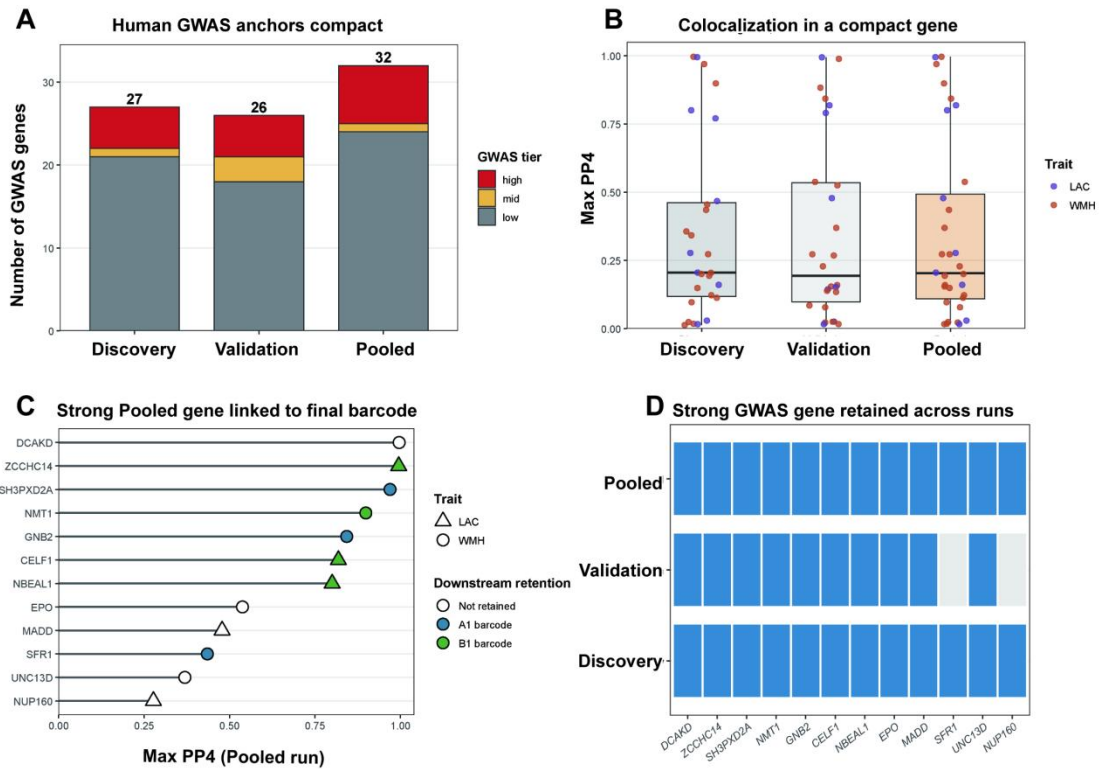 A
Human GWAS anchors compact
Number of GWAS genes
30
20
10
0
27
26
32
Discovery
Validation
Pooled
GWAS tier
high
mid
low
B
Colocalization in a compact gene
Max PP4
1.00
0.75
0.50
0.25
0.00
Discovery
Validation
Pooled
Trait
LAC
WMH
C
Strong Pooled gene linked to final barcode
DCAKD
ZCCHC14
SH3PXD2A
NMT1
GNB2
CELF1
NBEAL1
EPO
MADD
SFR1
UNC13D
NUP160
0.00
0.25
0.50
0.75
1.00
Max PP4 (Pooled run)
Trait
LAC
WMH
Downstream retention
Not retained
A1 barcode
B1 barcode
D
Strong GWAS gene retained across runs
Pooled
Validation
Discovery
DCAKD
ZCCHC14
SH3PXD2A
NMT1
GNB2
CELF1
NBEAL1
EPO
MADD
SFR1
UNC13D
NUP160